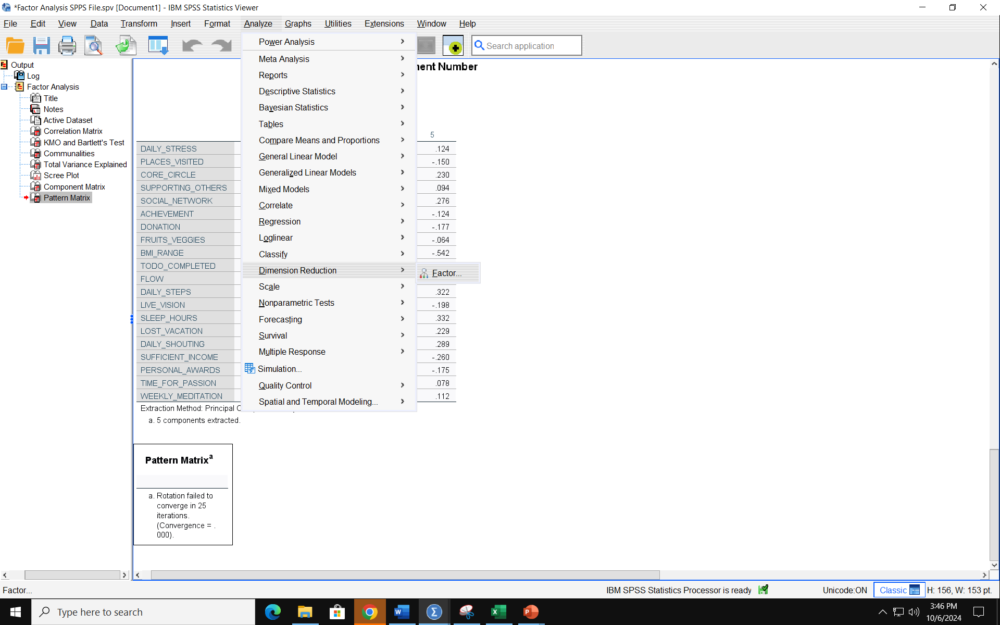 *Factor Analysis SPPS File.spv [Document1] - IBM SPSS Statistics Viewer
File Edit View Data Transform Insert Format Analyze Graphs Utilities Extensions Window Help
Search application
Output
Log
Factor Analysis
Title
Notes
Active Dataset
Correlation Matrix
KMO and Bartlett's Test
Communalities
Total Variance Explained
Scree Plot
Component Matrix
Pattern Matrix
Power Analysis
Meta Analysis
Reports
Descriptive Statistics
Bayesian Statistics
Tables
Compare Means and Proportions
General Linear Model
Generalized Linear Models
Mixed Models
Correlate
Regression
Loglinear
Classify
Dimension Reduction
Scale
Nonparametric Tests
Forecasting
Survival
Multiple Response
Simulation...
Quality Control
Spatial and Temporal Modeling...
Factor...
Number
5
DAILY_STRESS .124
PLACES_VISITED -.150
CORE_CIRCLE .230
SUPPORTING_OTHERS .094
SOCIAL_NETWORK .276
ACHIEVEMENT -.124
DONATION -.177
FRUITS_VEGGIES -.064
BMI_RANGE -.542
TODO_COMPLETED
FLOW
DAILY_STEPS .322
LIVE_VISION -.198
SLEEP_HOURS .332
LOST_VACATION .229
DAILY_SHOUTING .289
SUFFICIENT_INCOME -.260
PERSONAL_AWARDS -.175
TIME_FOR_PASSION .078
WEEKLY_MEDITATION .112
Extraction Method: Principal
a. 5 components extracted.
Pattern Matrixa
a. Rotation failed to
converge in 25
iterations.
(Convergence = .
000).
Factor...
IBM SPSS Statistics Processor is ready
Unicode:ON
Classic
H: 156, W: 153 pt.
Type here to search
3:46 PM
10/6/2024